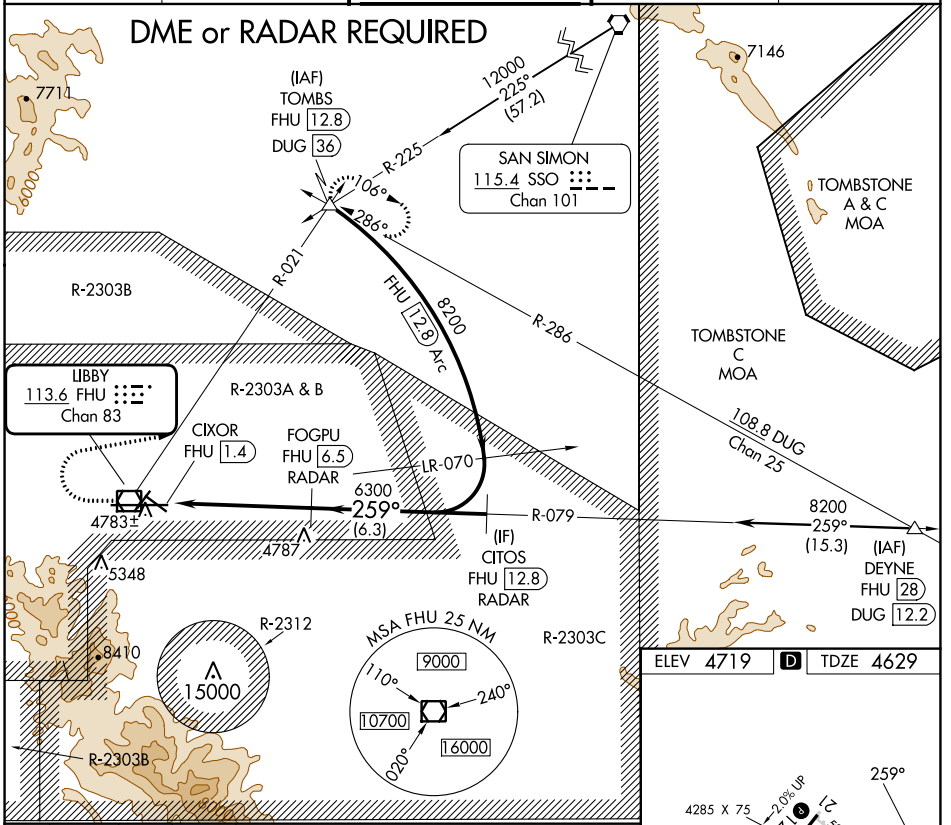 DME or RADAR REQUIRED
7711
6000
(IAF)
TOMBS
FHU 12.8
DUG 36
12000
225°
(57.2)
R-225
SAN SIMON
115.4 SSO
Chan 101
7146
TOMBSTONE
A & C
MOA
106°
286°
R-021
R-2303B
FHU 12.8 Arc
8200
R-286
TOMBSTONE
C
MOA
LIBBY
113.6 FHU
Chan 83
R-2303A & B
108.8 DUG
Chan 25
CIXOR
FHU 1.4
FOGPU
FHU 6.5
RADAR
LR-070
6300
259°
(6.3)
R-079
8200
259°
(15.3)
4783±
4787
5348
(IF)
CITOS
FHU 12.8
RADAR
(IAF)
DEYNE
FHU 28
DUG 12.2
R-2312
15000
8410
R-2303B
8000
MSA FHU 25 NM
9000
110°
240°
10700
16000
020°
R-2303C
ELEV 4719 D TDZE 4629
259°
4285 X 75
2.0% UP
P
21